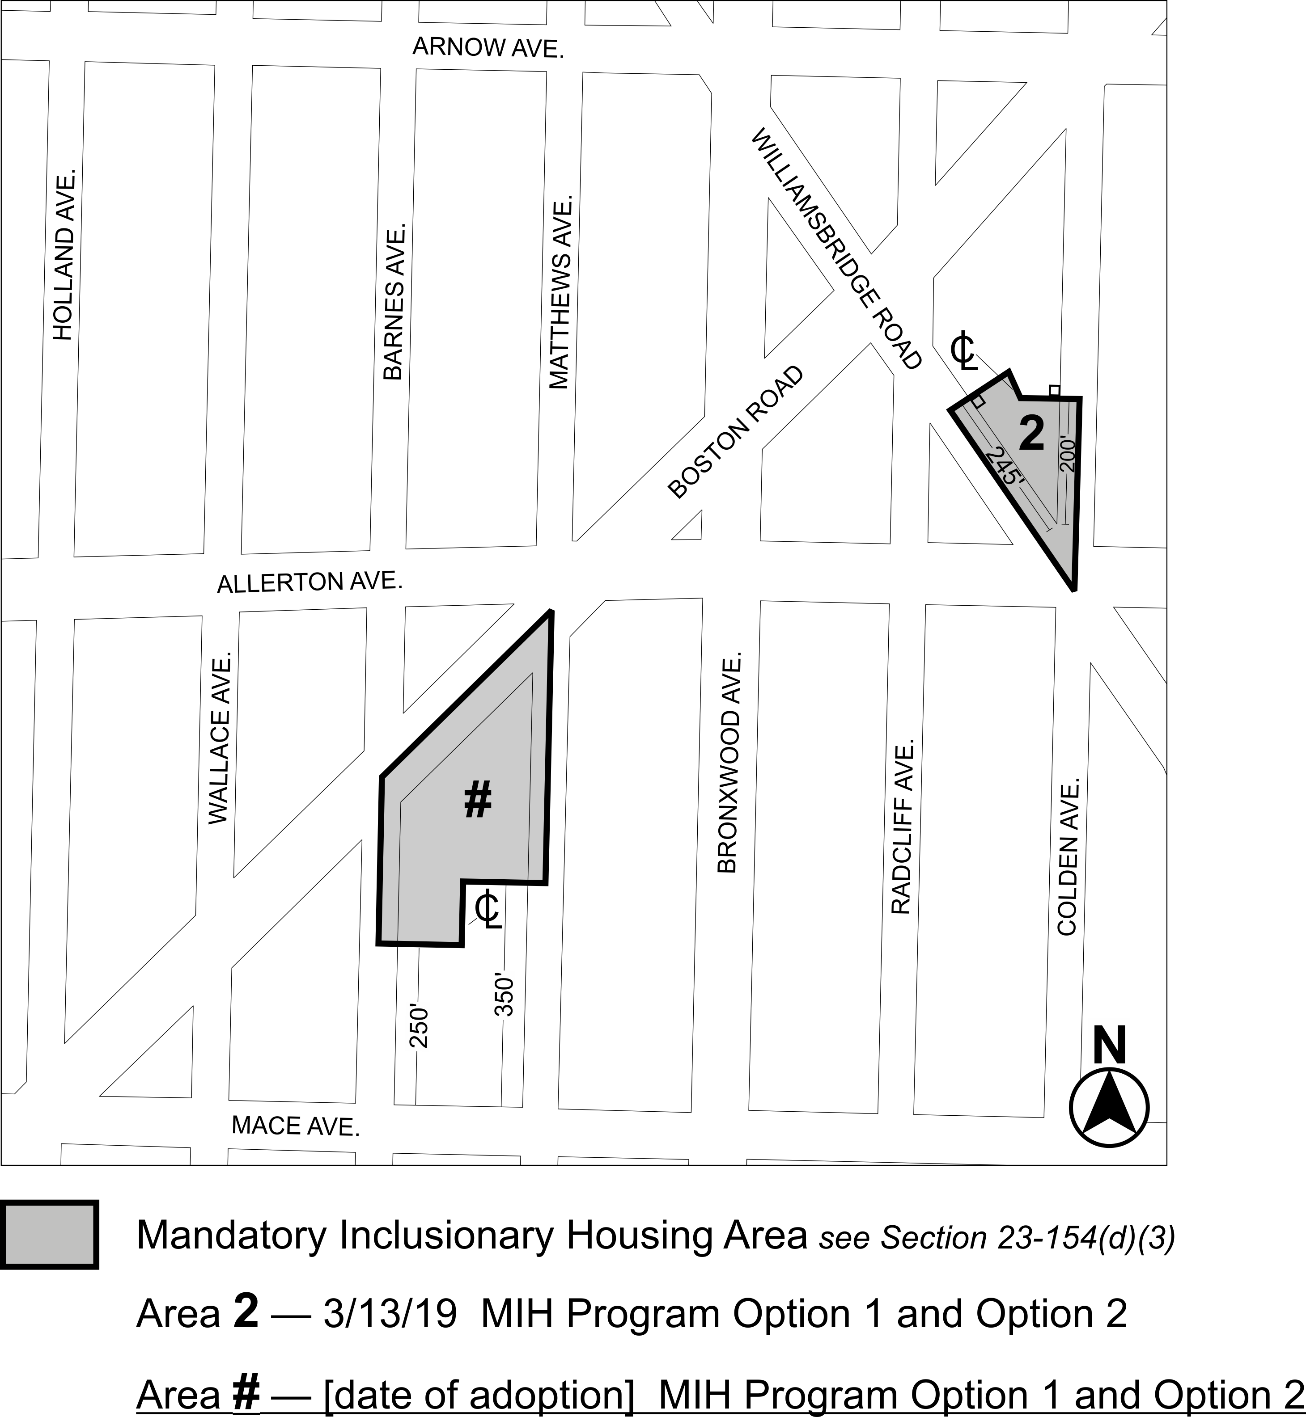 ARNOW AVE.
HOLLAND AVE.
BARNES AVE.
MATTHEWS AVE.
WILLIAMSBRIDGE ROAD
BOSTON ROAD
℄
2
245'
200'
ALLERTON AVE.
WALLACE AVE.
#
℄
BRONXWOOD AVE.
RADCLIFF AVE.
COLDEN AVE.
250'
350'
N
MACE AVE.
Mandatory Inclusionary Housing Area see Section 23-154(d)(3)
Area 2 — 3/13/19 MIH Program Option 1 and Option 2
Area # — [date of adoption] MIH Program Option 1 and Option 2